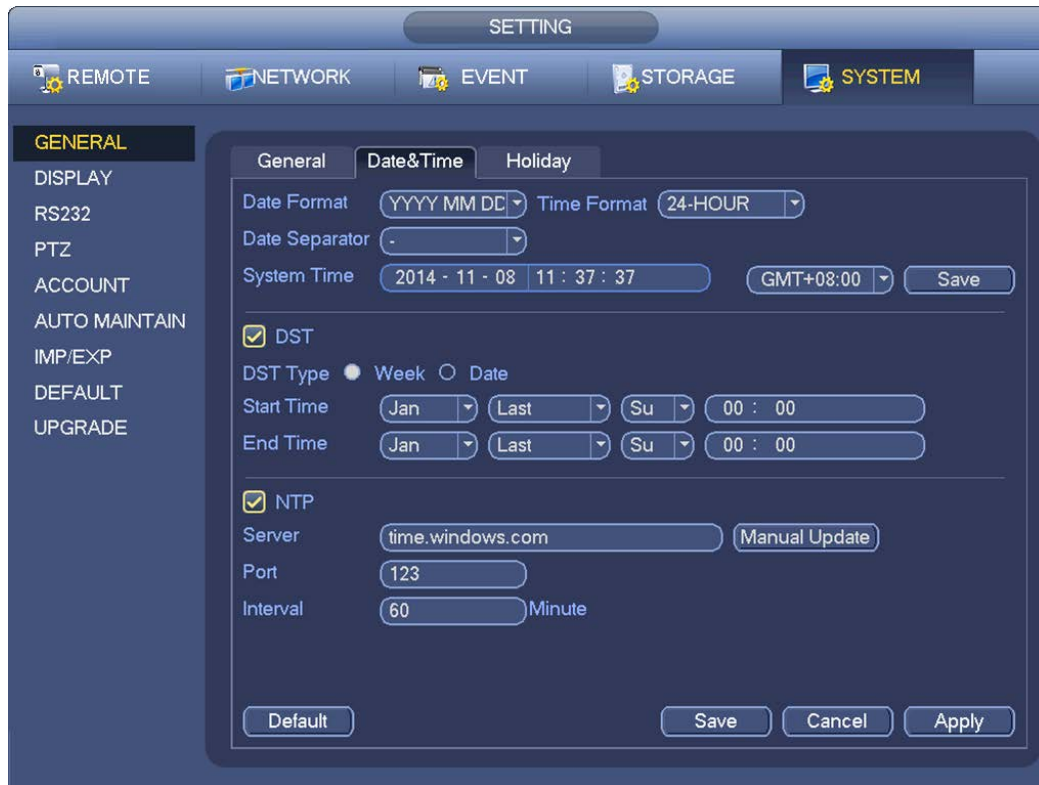 SETTING
REMOTE NETWORK EVENT STORAGE SYSTEM
GENERAL
DISPLAY
RS232
PTZ
ACCOUNT
AUTO MAINTAIN
IMP/EXP
DEFAULT
UPGRADE
General Date&Time Holiday
Date Format YYYY MM DD Time Format 24-HOUR
Date Separator -
System Time 2014 - 11 - 08 11 : 37 : 37 GMT+08:00 Save
DST
DST Type Week Date
Start Time Jan Last Su 00 : 00
End Time Jan Last Su 00 : 00
NTP
Server time.windows.com Manual Update
Port 123
Interval 60 Minute
Default Save Cancel Apply